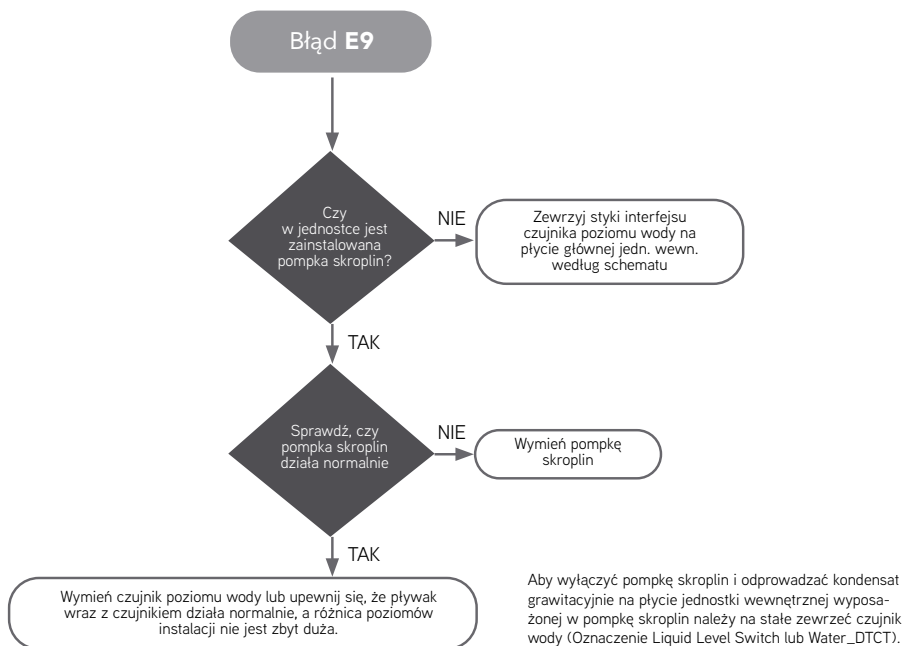 Błąd E9
Czy
w jednostce jest
zainstalowana
pompka skroplin?
NIE
Zewrzyj styki interfejsu
czujnika poziomu wody na
płycie głównej jedn. wewn.
według schematu
TAK
Sprawdź, czy
pompka skroplin
działa normalnie
NIE
Wymień pompkę
skroplin
TAK
Wymień czujnik poziomu wody lub upewnij się, że pływak
wraz z czujnikiem działa normalnie, a różnica poziomów
instalacji nie jest zbyt duża.
Aby wyłączyć pompkę skroplin i odprowadzać kondensat
grawitacyjnie na płycie jednostki wewnętrznej wyposa-
żonej w pompkę skroplin należy na stałe zewrzeć czujnik
wody (Oznaczenie Liquid Level Switch lub Water_DTCT).